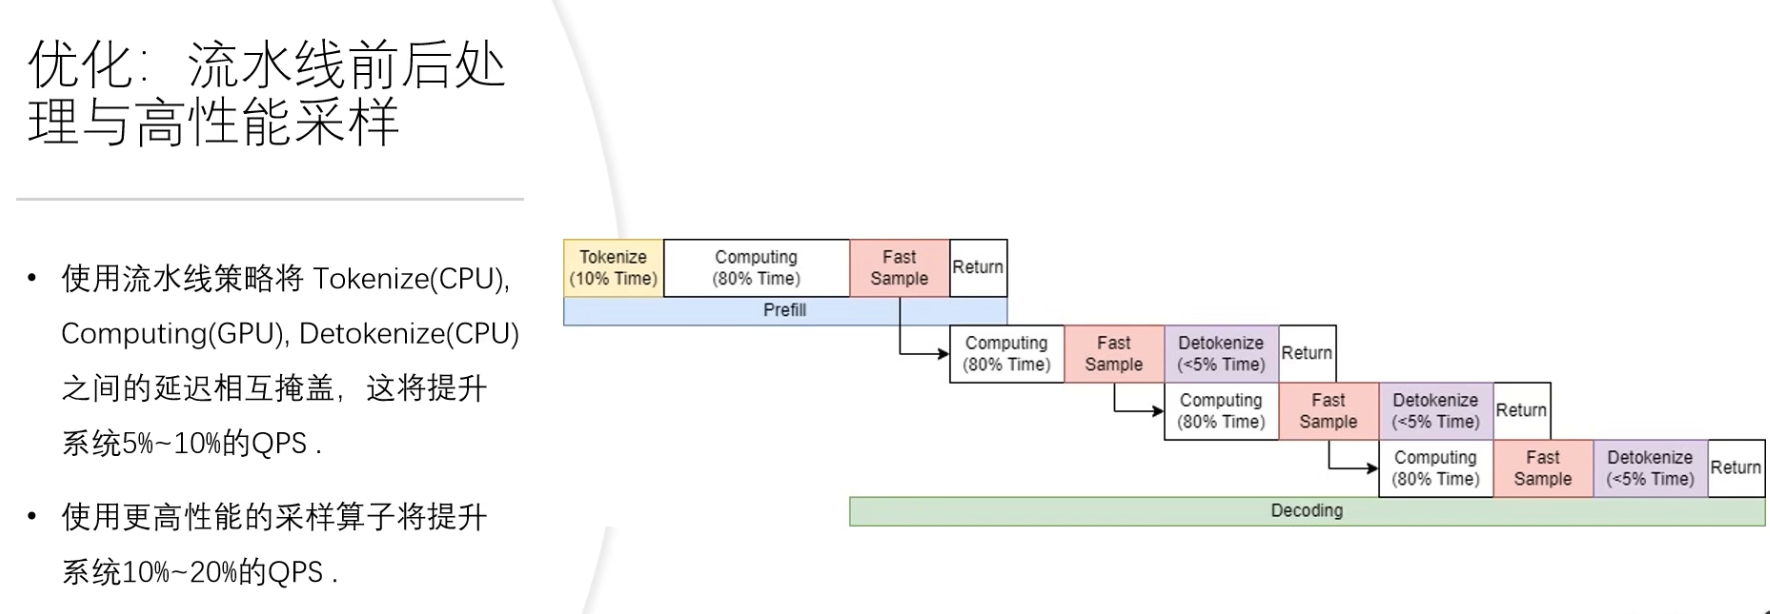 优化：流水线前后处
理与高性能采样
• 使用流水线策略将 Tokenize(CPU),
Computing(GPU), Detokenize(CPU)
之间的延迟相互掩盖，这将提升
系统5%~10%的QPS .
• 使用更高性能的采样算子将提升
系统10%~20%的QPS .
Tokenize
(10% Time)
Computing
(80% Time)
Fast
Sample
Return
Prefill
Computing
(80% Time)
Fast
Sample
Detokenize
(<5% Time)
Return
Computing
(80% Time)
Fast
Sample
Detokenize
(<5% Time)
Return
Computing
(80% Time)
Fast
Sample
Detokenize
(<5% Time)
Return
Decoding